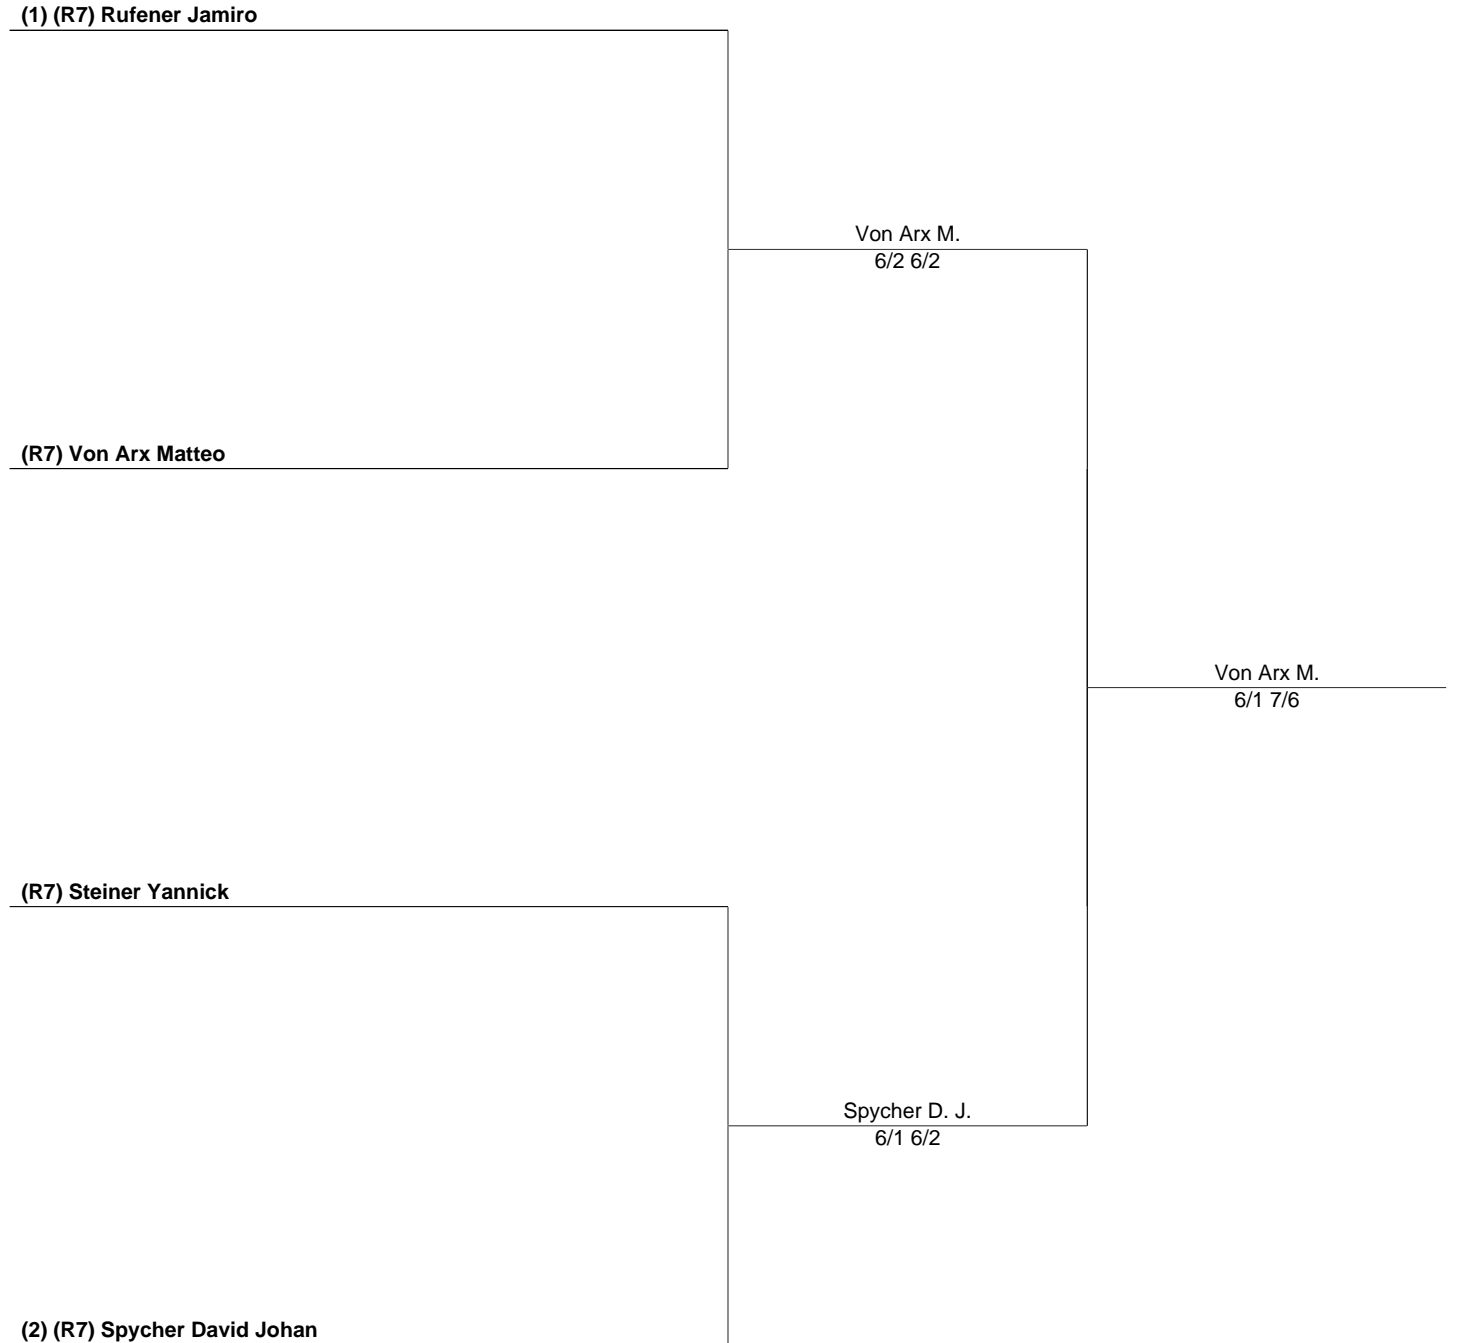 (1) (R7) Rufener Jamiro
Von Arx M.
6/2 6/2
(R7) Von Arx Matteo
Von Arx M.
6/1 7/6
(R7) Steiner Yannick
Spycher D. J.
6/1 6/2
(2) (R7) Spycher David Johan